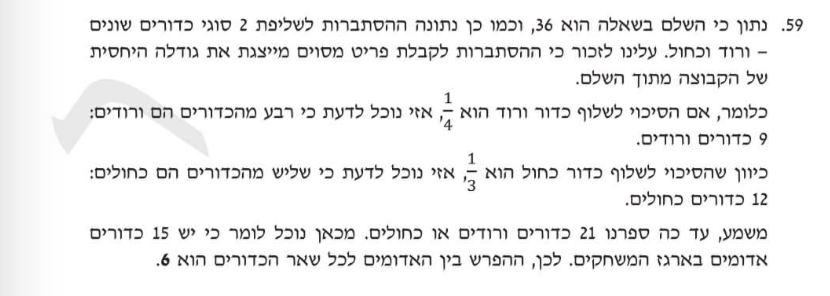 59. נתון כי השלם בשאלה הוא 36, וכמו כן נתונה ההסתברות לשליפת 2 סוגי כדורים שונים
– ורוד וכחול. עלינו לזכור כי ההסתברות לקבלת פריט מסוים מייצגת את גודלה היחסית
של הקבוצה מתוך השלם.
כלומר, אם הסיכוי לשלוף כדור ורוד הוא 1/4, אזי נוכל לדעת כי רבע מהכדורים הם ורודים:
9 כדורים ורודים.
כיוון שהסיכוי לשלוף כדור כחול הוא 1/3, אזי נוכל לדעת כי שליש מהכדורים הם כחולים:
12 כדורים כחולים.
משמע, עד כה ספרנו 21 כדורים ורודים או כחולים. מכאן נוכל לומר כי יש 15 כדורים
אדומים בארגז המשחקים. לכן, ההפרש בין האדומים לכל שאר הכדורים הוא 6.